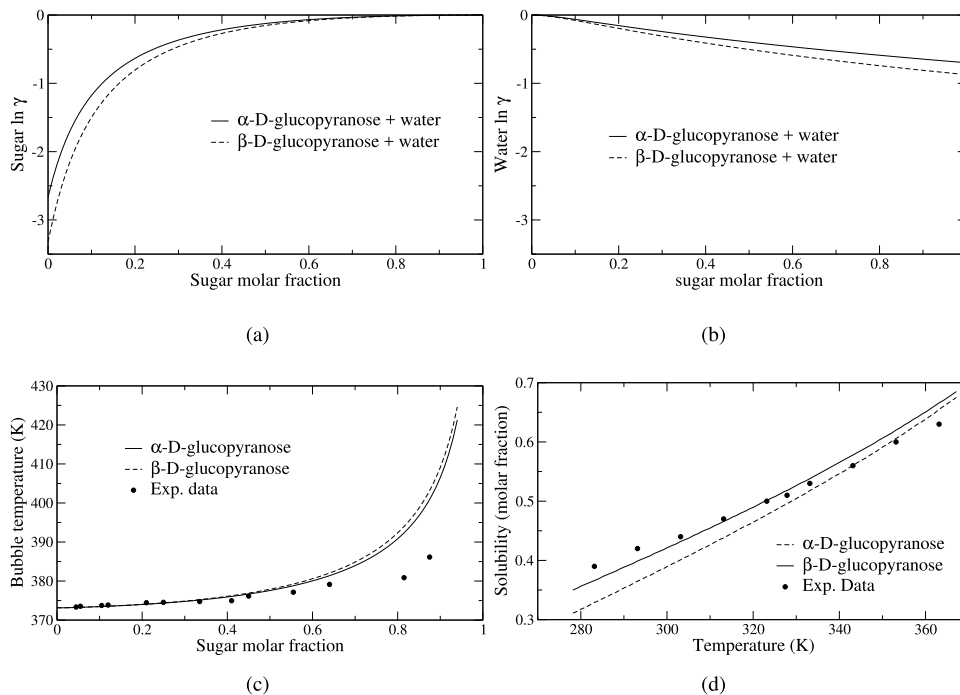 0
-1
-2
-3
Sugar ln γ
α-D-glucopyranose + water
β-D-glucopyranose + water
0 0.2 0.4 0.6 0.8 1
Sugar molar fraction
(a)
0
-1
-2
-3
Water ln γ
α-D-glucopyranose + water
β-D-glucopyranose + water
0 0.2 0.4 0.6 0.8
sugar molar fraction
(b)
430
420
410
400
390
380
370
Bubble temperature (K)
α-D-glucopyranose
β-D-glucopyranose
Exp. data
0 0.2 0.4 0.6 0.8 1
Sugar molar fraction
(c)
0.7
0.6
0.5
0.4
0.3
Solubility (molar fraction)
α-D-glucopyranose
β-D-glucopyranose
Exp. Data
280 300 320 340 360
Temperature (K)
(d)